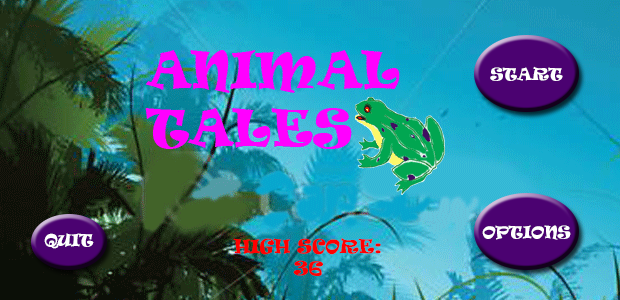 ANIMAL
TALES
START
QUIT
HIGH SCORE:
36
OPTIONS